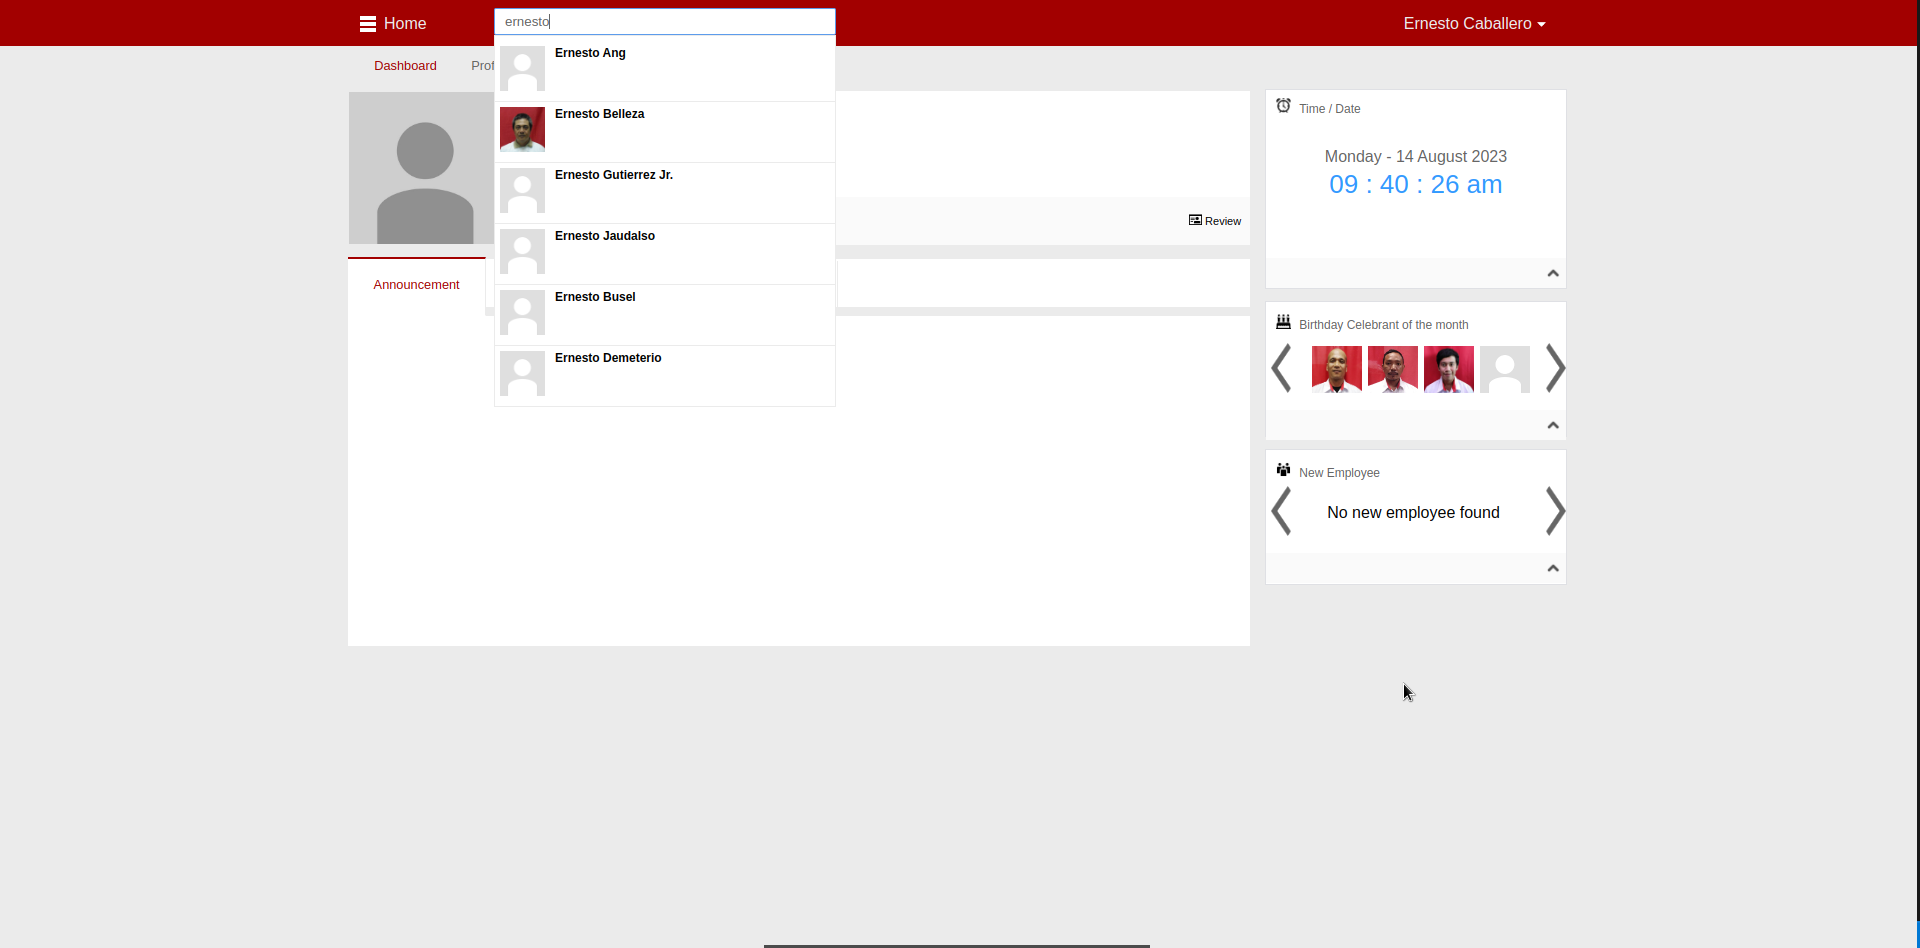 Home
ernesto
Ernesto Caballero
Dashboard
Prof
Ernesto Ang
Ernesto Belleza
Ernesto Gutierrez Jr.
Ernesto Jaudalso
Ernesto Busel
Ernesto Demeterio
Review
Announcement
Time / Date
Monday - 14 August 2023
09 : 40 : 26 am
Birthday Celebrant of the month
New Employee
No new employee found